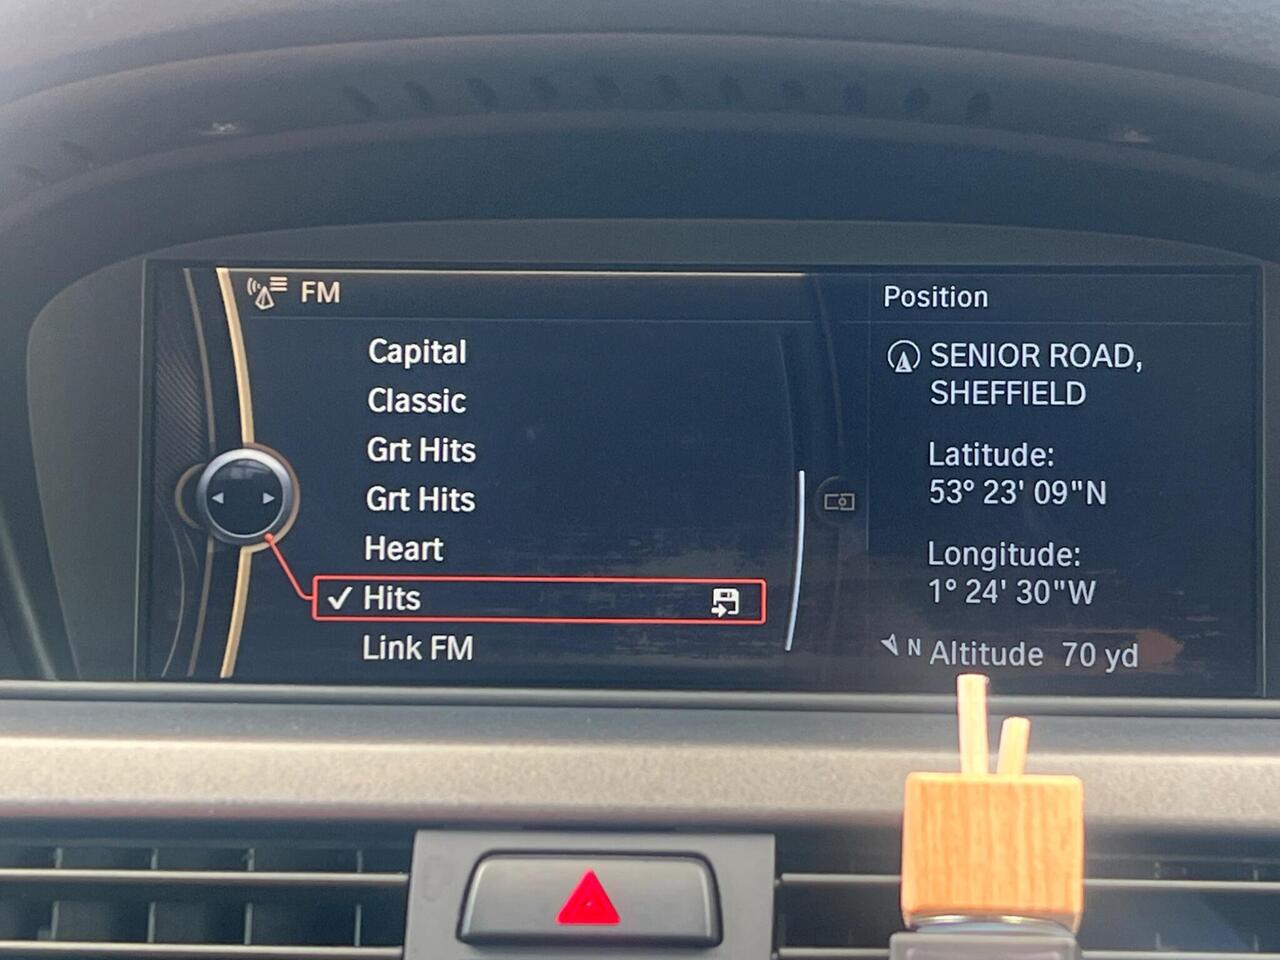 FM
Capital
Classic
Grt Hits
Grt Hits
Heart
Hits
Link FM
Position
SENIOR ROAD,
SHEFFIELD
Latitude:
53° 23' 09"N
Longitude:
1° 24' 30"W
N Altitude 70 yd